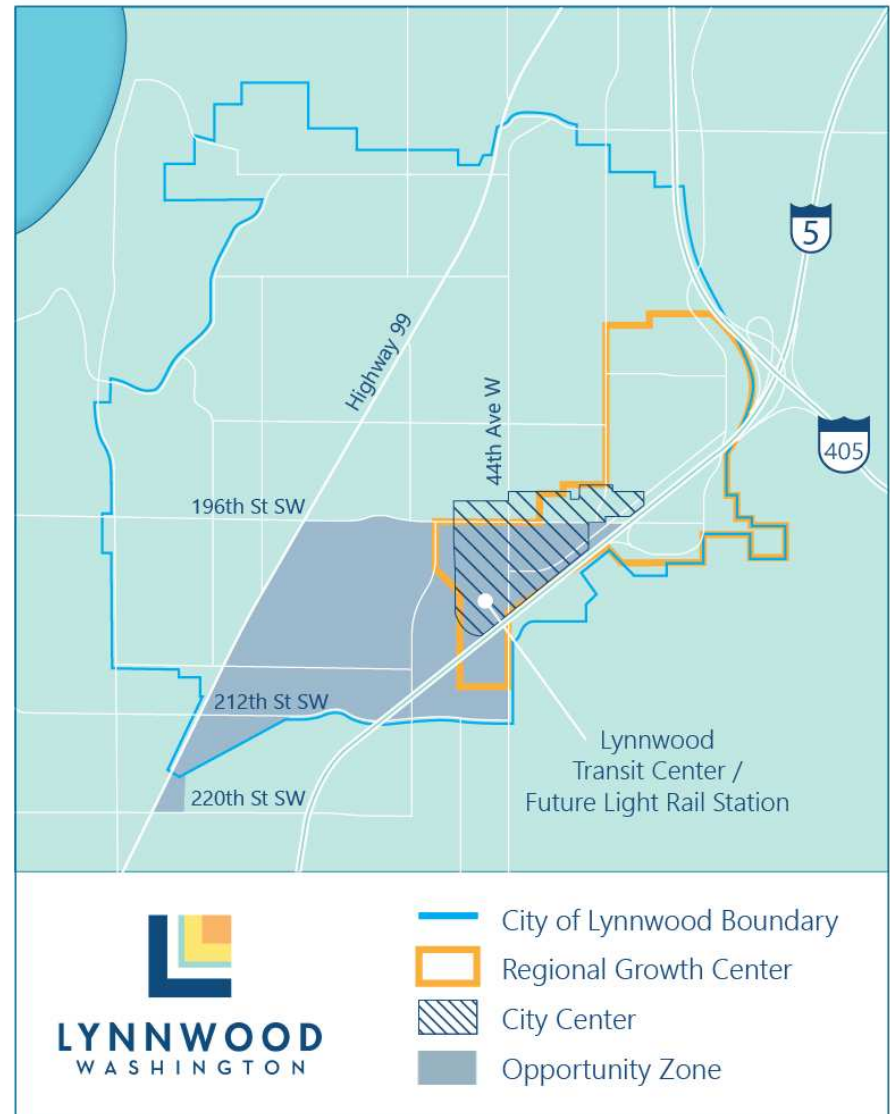 5
Highway 99
44th Ave W
405
196th St SW
212th St SW
Lynnwood
Transit Center /
Future Light Rail Station
220th St SW
LYNNWOOD
WASHINGTON
City of Lynnwood Boundary
Regional Growth Center
City Center
Opportunity Zone